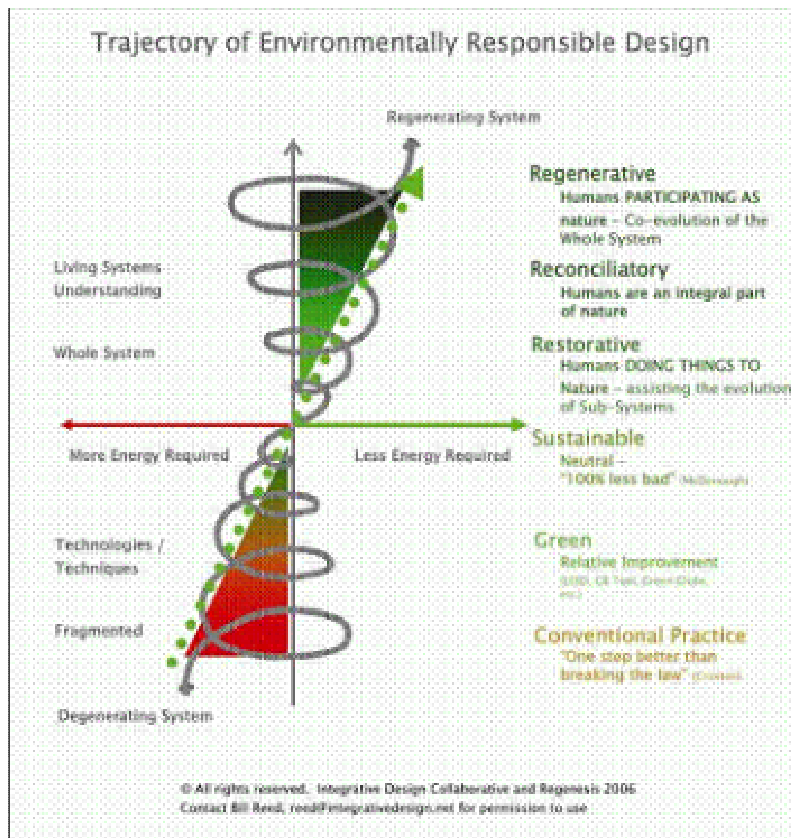 Trajectory of Environmentally Responsible Design
Regenerating System
Regenerative
Humans PARTICIPATING AS
nature – Co-evolution of the
Whole System
Living Systems
Understanding
Reconciliatory
Humans are an integral part
of nature
Whole System
Restorative
Humans DOING THINGS TO
Nature – assisting the evolution
of Sub-Systems
More Energy Required
Less Energy Required
Sustainable
Neutral –
"100% less bad" (McDonough)
Technologies /
Techniques
Green
Relative Improvement
etc.)
Fragmented
Conventional Practice
"One step better than
breaking the law"
Degenerating System
© All rights reserved. Integrative Design Collaborative and Regenesis 2006
Contact Bill Reed, reed@integrativedesign.net for permission to use